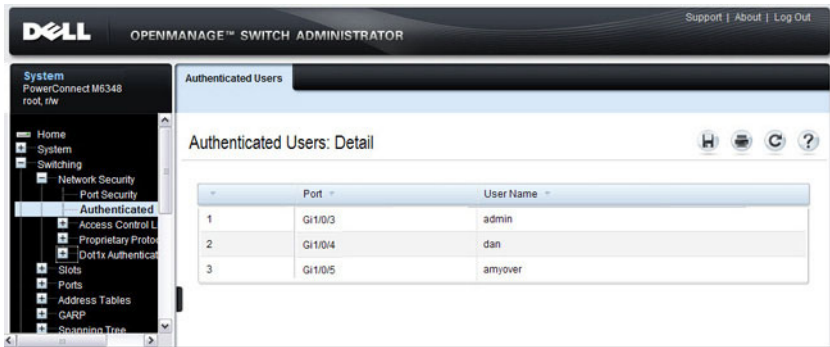 Support | About | Log Out
DELL OPENMANAGE™ SWITCH ADMINISTRATOR
System
PowerConnect M6348
root, r/w
Home
System
Switching
Network Security
Port Security
Authenticated
Access Control L
Proprietary Proto
Dot1x Authenticat
Slots
Ports
Address Tables
GARP
Spanning Tree
Authenticated Users
Authenticated Users: Detail
Port User Name
1 Gi1/0/3 admin
2 Gi1/0/4 dan
3 Gi1/0/5 amyover